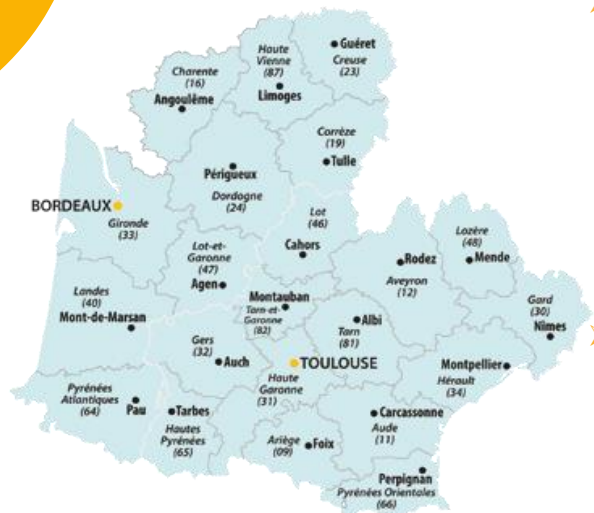 Guéret
Creuse
(23)
Haute
Vienne
(87)
Limoges
Charente
(16)
Angoulême
Corrèze
(19)
Tulle
Périgueux
Dordogne
(24)
BORDEAUX
Gironde
(33)
Lot
(46)
Cahors
Lot-et-
Garonne
(47)
Agen
Rodez
Aveyron
(12)
Lozère
(48)
Mende
Gard
(30)
Nîmes
Landes
(40)
Mont-de-Marsan
Montauban
Tarn-et-
Garonne
(82)
Albi
Tarn
(81)
Gers
(32)
Auch
TOULOUSE
Haute
Garonne
(31)
Montpellier
Hérault
(34)
Pyrénées
Atlantiques
(64)
Pau
Tarbes
Hautes
Pyrénées
(65)
Ariège
(09)
Foix
Carcassonne
Aude
(11)
Perpignan
Pyrénées Orientales
(66)